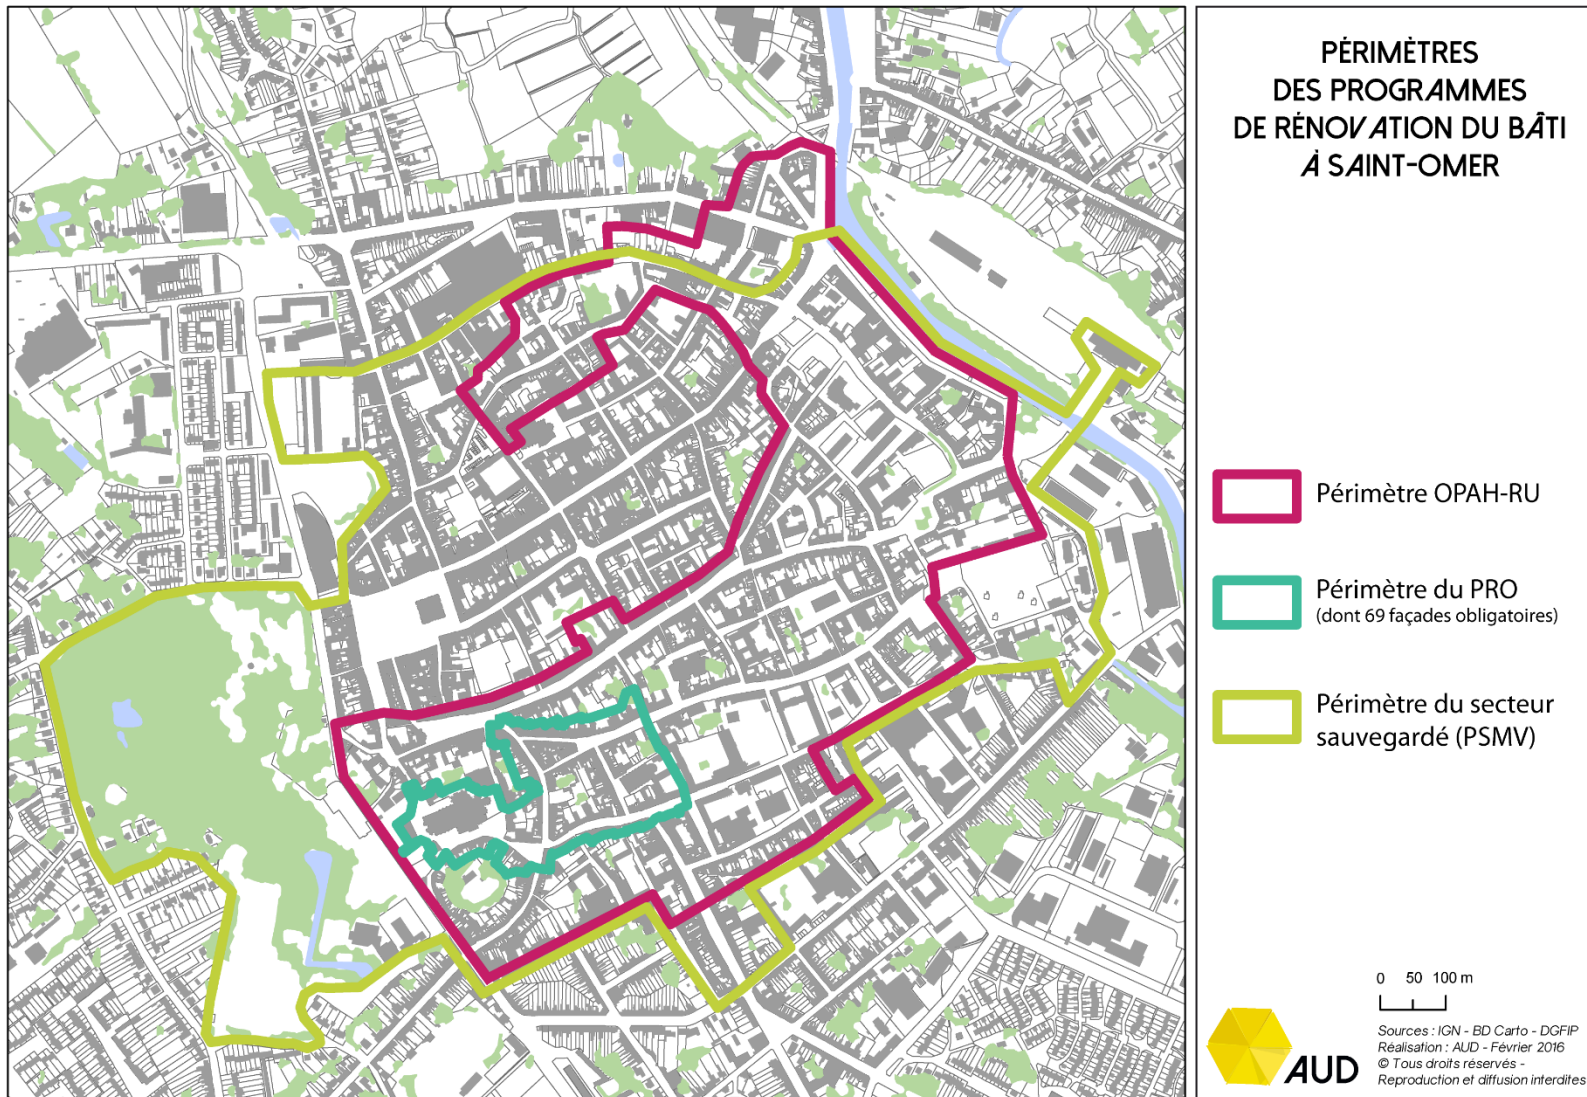 PÉRIMÈTRES
DES PROGRAMMES
DE RÉNOVATION DU BÂTI
À SAINT-OMER
Périmètre OPAH-RU
Périmètre du PRO
(dont 69 façades obligatoires)
Périmètre du secteur
sauvegardé (PSMV)
0 50 100 m
Sources : IGN - BD Carto - DGFIP
Réalisation : AUD - Février 2016
© Tous droits réservés -
Reproduction et diffusion interdites
AUD